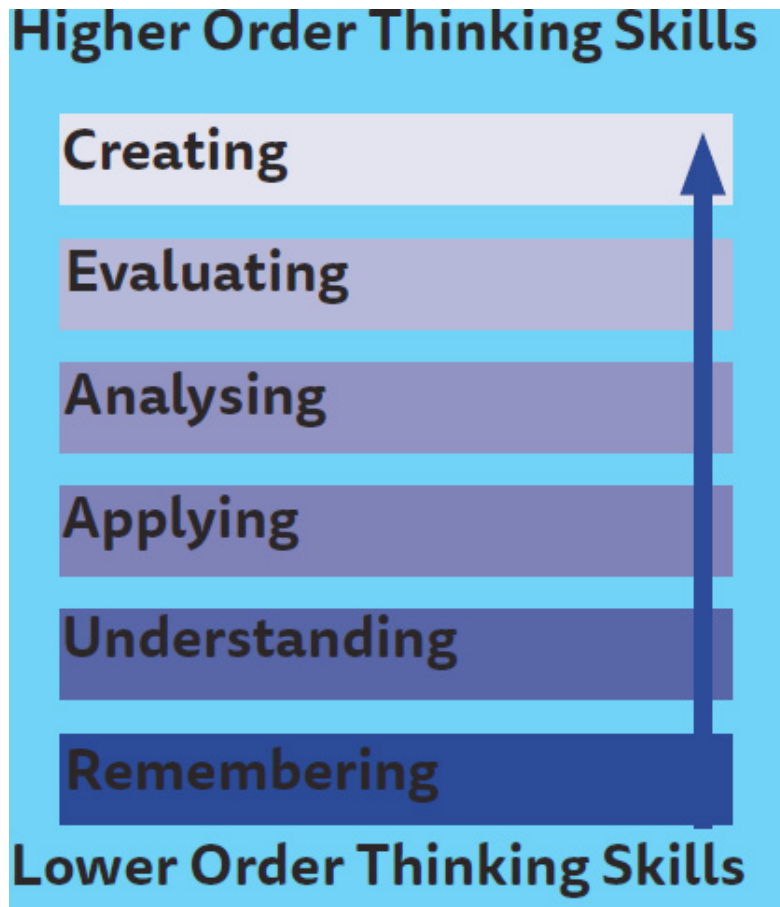 Higher Order Thinking Skills
Creating
Evaluating
Analysing
Applying
Understanding
Remembering
Lower Order Thinking Skills